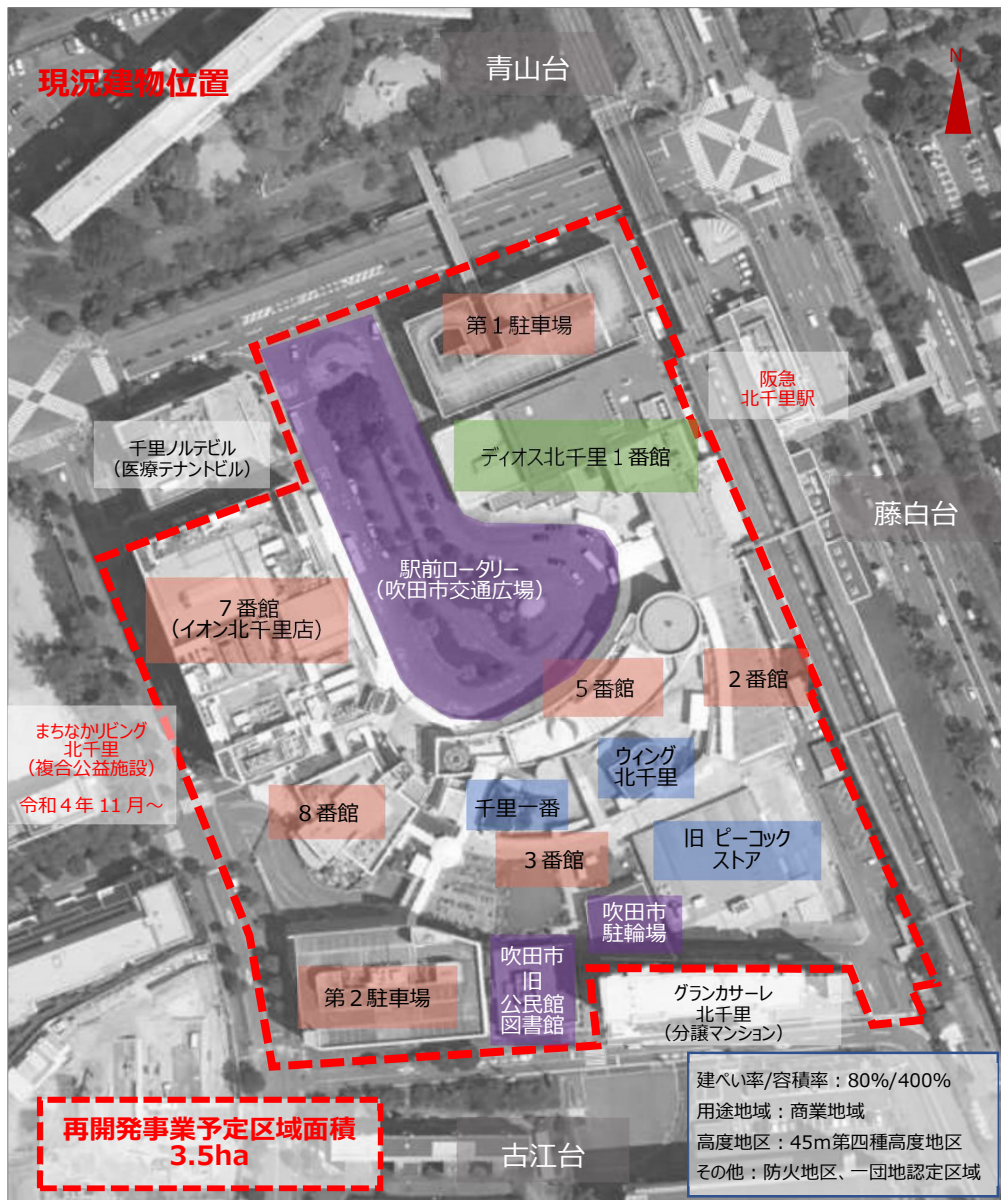 青山台
現況建物位置
N
第１駐車場
阪急
北千里駅
千里ノルテビル
（医療テナントビル）
ディオス北千里１番館
藤白台
駅前ロータリー
（吹田市交通広場）
７番館
（イオン北千里店）
５番館
２番館
まちなかリビング
北千里
（複合公益施設）
令和４年 11 月～
ウィング
北千里
８番館
千里一番
旧 ピーコック
ストア
３番館
吹田市
駐輪場
吹田市
旧
公民館
図書館
第２駐車場
グランカサーレ
北千里
（分譲マンション）
建ぺい率/容積率：80%/400%
用途地域：商業地域
高度地区：45m第四種高度地区
その他：防火地区、一団地認定区域
再開発事業予定区域面積
3.5ha
古江台